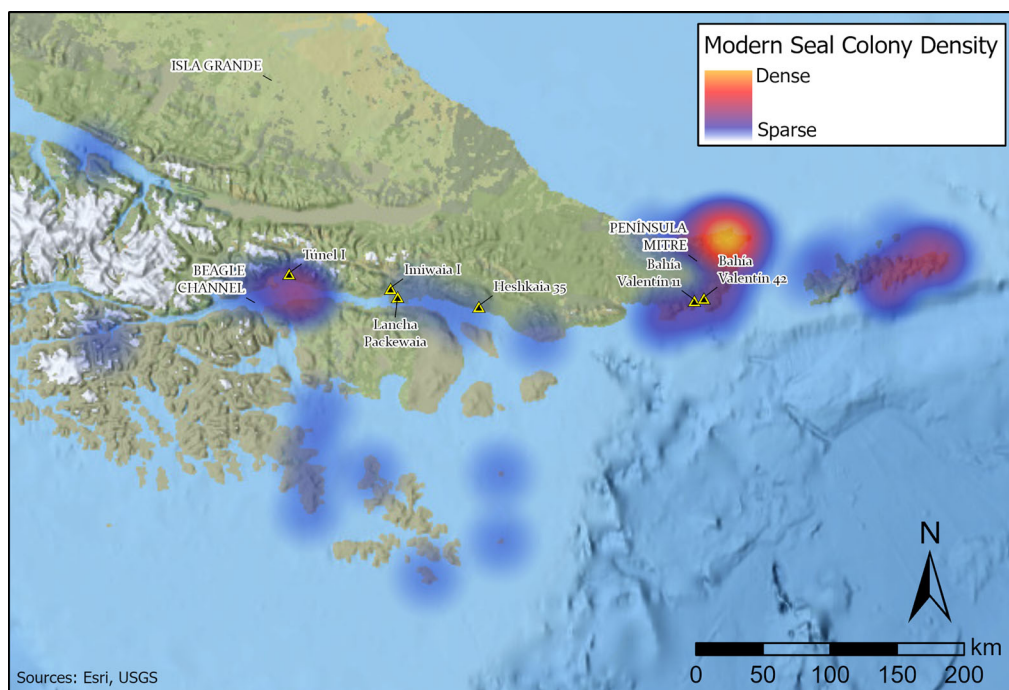 Modern Seal Colony Density
Dense
Sparse
ISLA GRANDE
PENÍNSULA
MITRE
Bahía
Valentín 11
Bahía
Valentín 42
Túnel I
BEAGLE
CHANNEL
Imiwaia I
Heshkaia 35
Lancha
Packewaia
N
km
0 50 100 150 200
Sources: Esri, USGS